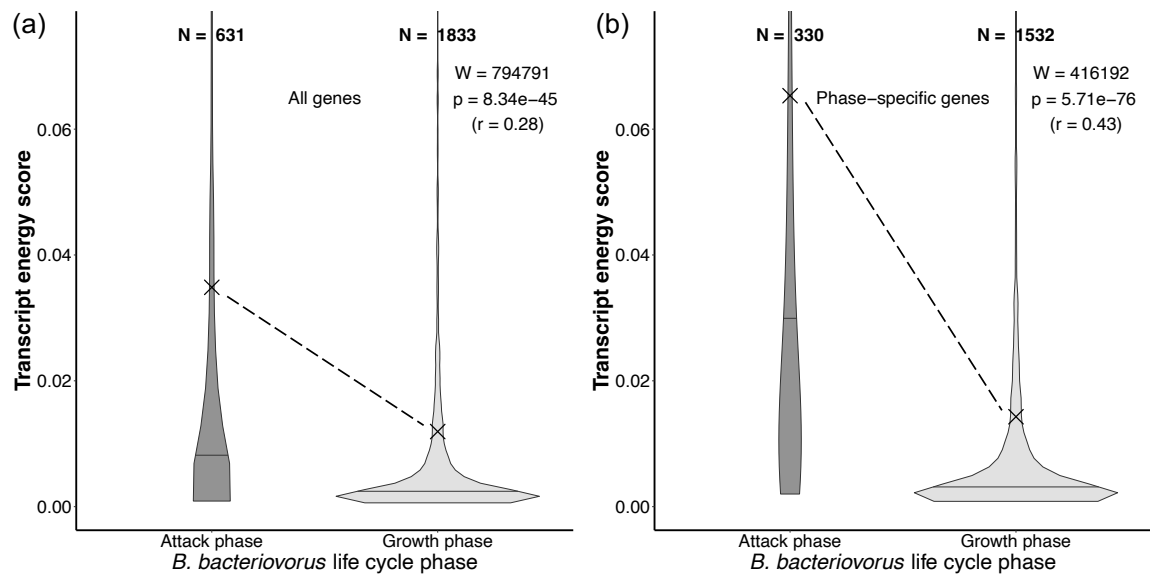 (a)
N = 631
N = 1833
W = 794791
p = 8.34e−45
(r = 0.28)
All genes
Transcript energy score
0.06
0.04
0.02
0.00
Attack phase
Growth phase
B. bacteriovorus life cycle phase
(b)
N = 330
N = 1532
W = 416192
p = 5.71e−76
(r = 0.43)
Phase−specific genes
Transcript energy score
0.06
0.04
0.02
0.00
Attack phase
Growth phase
B. bacteriovorus life cycle phase